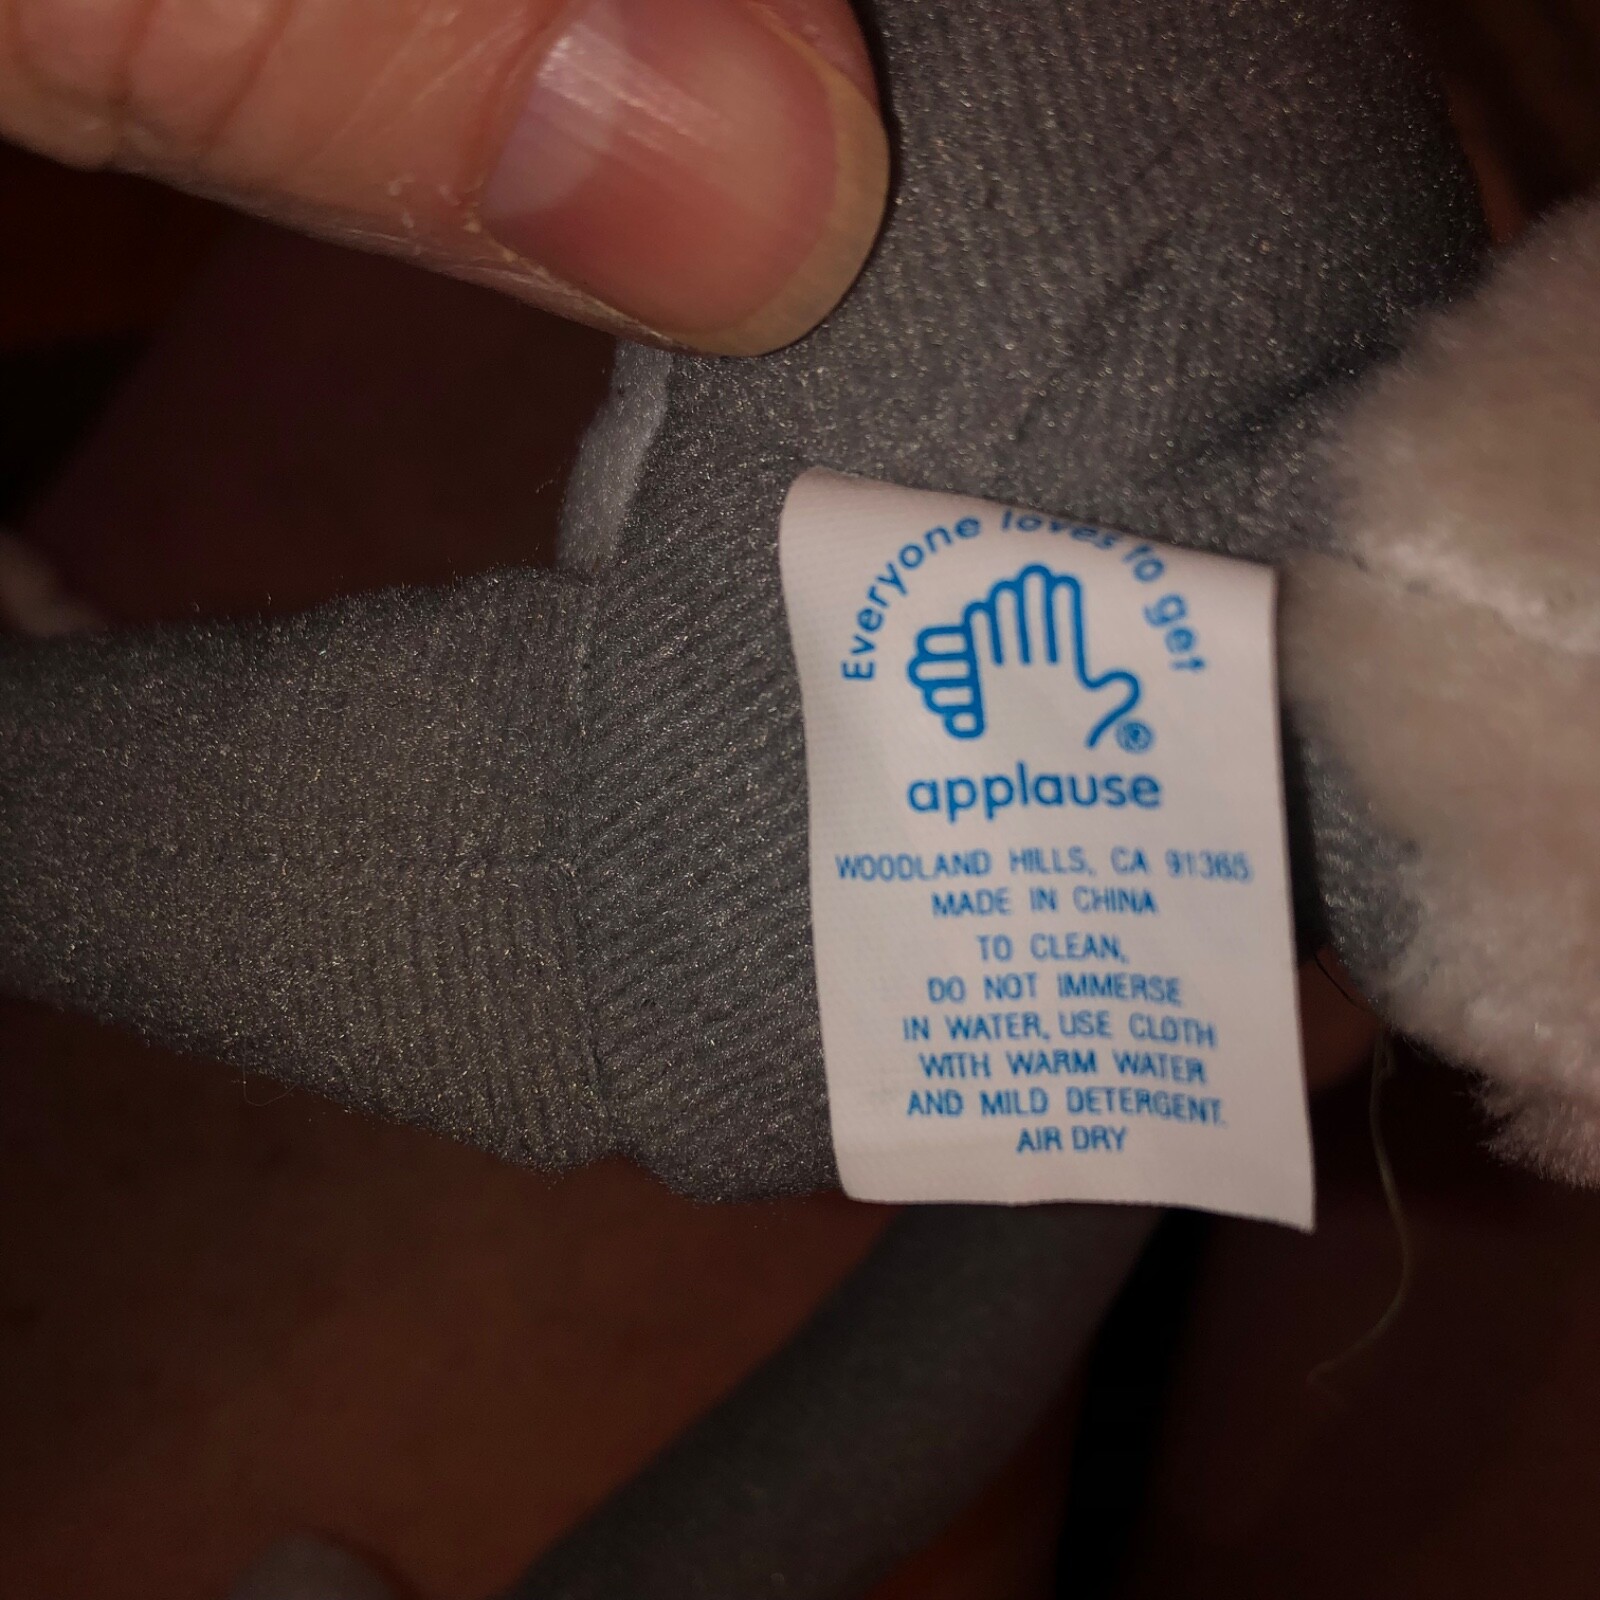 Everyone loves to get
®
applause
WOODLAND HILLS, CA 91365
MADE IN CHINA
TO CLEAN,
DO NOT IMMERSE
IN WATER, USE CLOTH
WITH WARM WATER
AND MILD DETERGENT.
AIR DRY